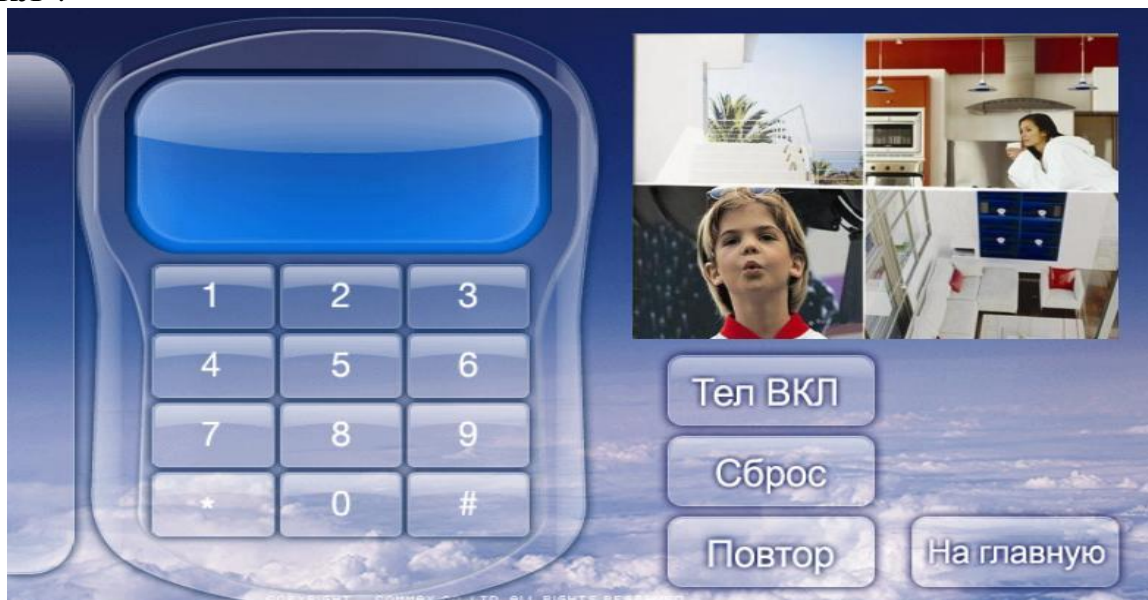 1 2 3
4 5 6
7 8 9
* 0 #
Тел ВКЛ
Сброс
Повтор
На главную